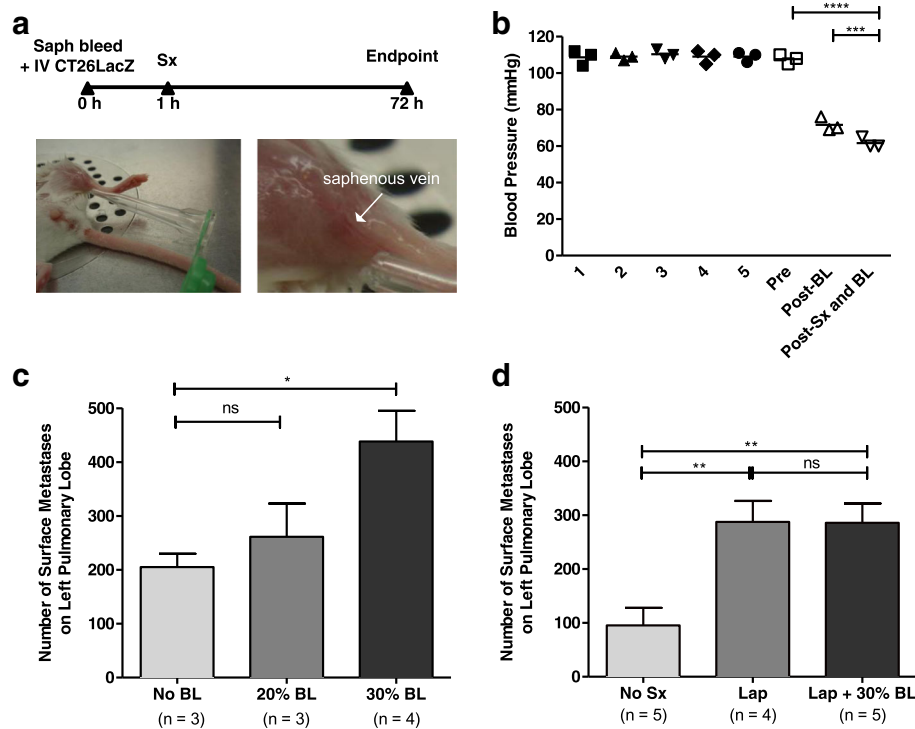 a
Saph bleed
+ IV CT26LacZ
Sx
Endpoint
0 h
1 h
72 h
saphenous vein
b
****
***
Blood Pressure (mmHg)
120
100
80
60
40
20
0
1
2
3
4
5
Pre
Post-BL
Post-Sx and BL
c
*
ns
Number of Surface Metastases
on Left Pulmonary Lobe
500
400
300
200
100
0
No BL
20% BL
30% BL
(n = 3)
(n = 3)
(n = 4)
d
**
**
ns
Number of Surface Metastases
on Left Pulmonary Lobe
500
400
300
200
100
0
No Sx
Lap
Lap + 30% BL
(n = 5)
(n = 4)
(n = 5)